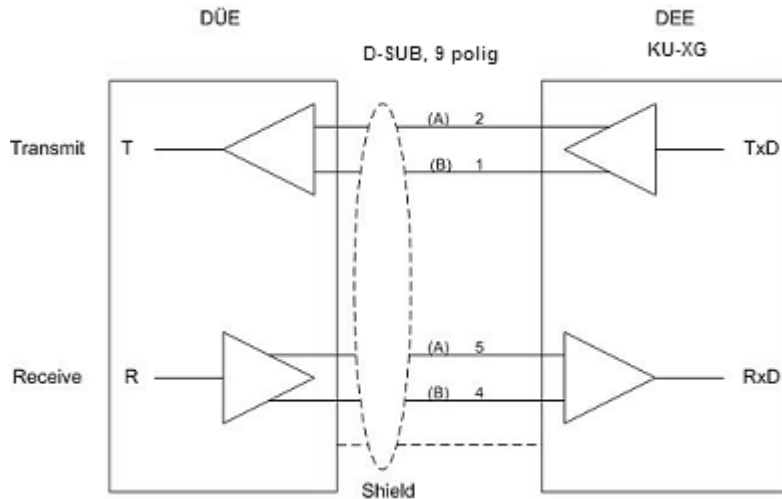 DÜE
DEE
D-SUB, 9 polig
KU-XG
(A) 2
Transmit T TxD
(B) 1
(A) 5
Receive R RxD
(B) 4
Shield